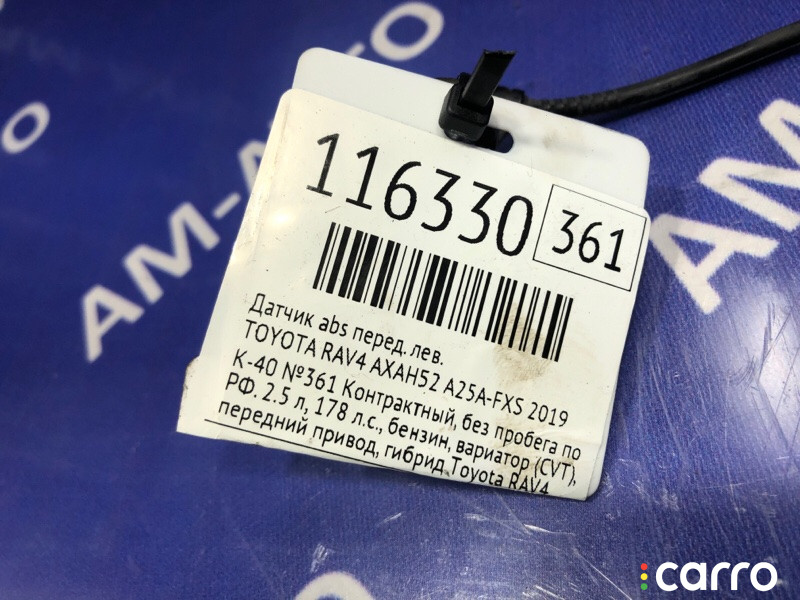 AM-AUTO
116330
361
Датчик abs перед. лев.
TOYOTA RAV4 AXAH52 A25A-FXS 2019
К-40 №361 Контрактный, без пробега по
РФ. 2.5 л, 178 л.с., бензин, вариатор (CVT),
передний привод, гибрид.Toyota RAV4
carro